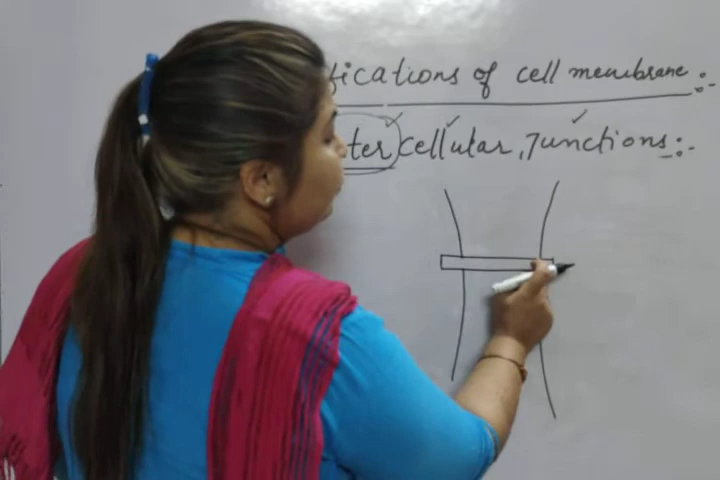 fications of cell membrane :-
ter cellular Junctions :-